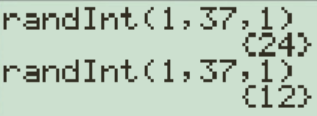 randInt(1,37,1)
{24}
randInt(1,37,1)
{12}